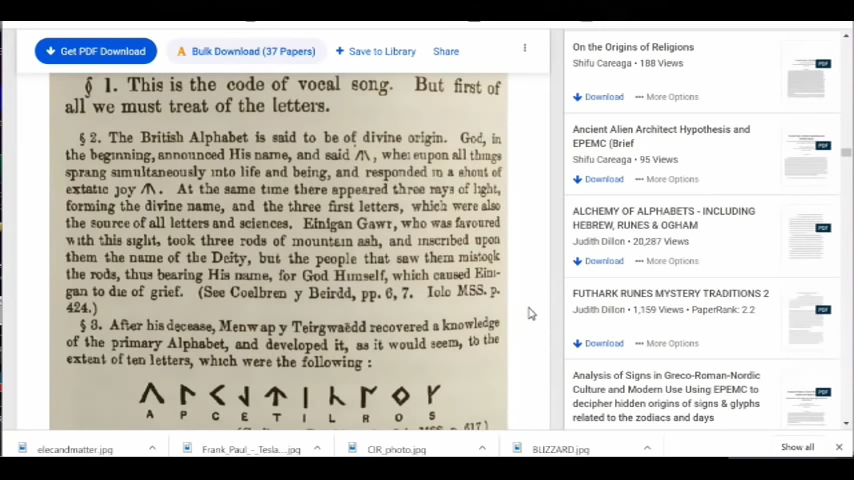 Get PDF Download
Bulk Download (37 Papers)
Save to Library
Share
§ 1. This is the code of vocal song. But first of
all we must treat of the letters.
§ 2. The British Alphabet is said to be of divine origin. God, in
the beginning, announced His name, and said /|\, whereupon all things
sprang simultaneously into life and being, and responded in a shout of
extatic joy /|\. At the same time there appeared three rays of light,
forming the divine name, and the three first letters, which were also
the source of all letters and sciences. Einigan Gawr, who was favoured
with this sight, took three rods of mountain ash, and inscribed upon
them the name of the Deity, but the people that saw them mistook
the rods, thus bearing His name, for God Himself, which caused Eini-
gan to die of grief. (See Coelbren y Beirdd, pp. 6, 7. Iolo MSS. p.
424.)
§ 3. After his decease, Menw ap y Teirgwaëdd recovered a knowledge
of the primary Alphabet, and developed it, as it would seem, to the
extent of ten letters, which were the following :
A P C E T I L R O S
MSS. p. 617.)
On the Origins of Religions
Shifu Careaga • 188 Views
PDF
Download
More Options
Ancient Alien Architect Hypothesis and
EPEMC (Brief
Shifu Careaga • 95 Views
PDF
Download
More Options
ALCHEMY OF ALPHABETS - INCLUDING
HEBREW, RUNES & OGHAM
Judith Dillon • 20,287 Views
PDF
Download
More Options
FUTHARK RUNES MYSTERY TRADITIONS 2
Judith Dillon • 1,159 Views • PaperRank: 2.2
PDF
Download
More Options
Analysis of Signs in Greco-Roman-Nordic
Culture and Modern Use Using EPEMC to
decipher hidden origins of signs & glyphs
related to the zodiacs and days
PDF
elecandmatter.jpg
Frank_Paul_-_Tesla....jpg
CIR_photo.jpg
BLIZZARD.jpg
Show all